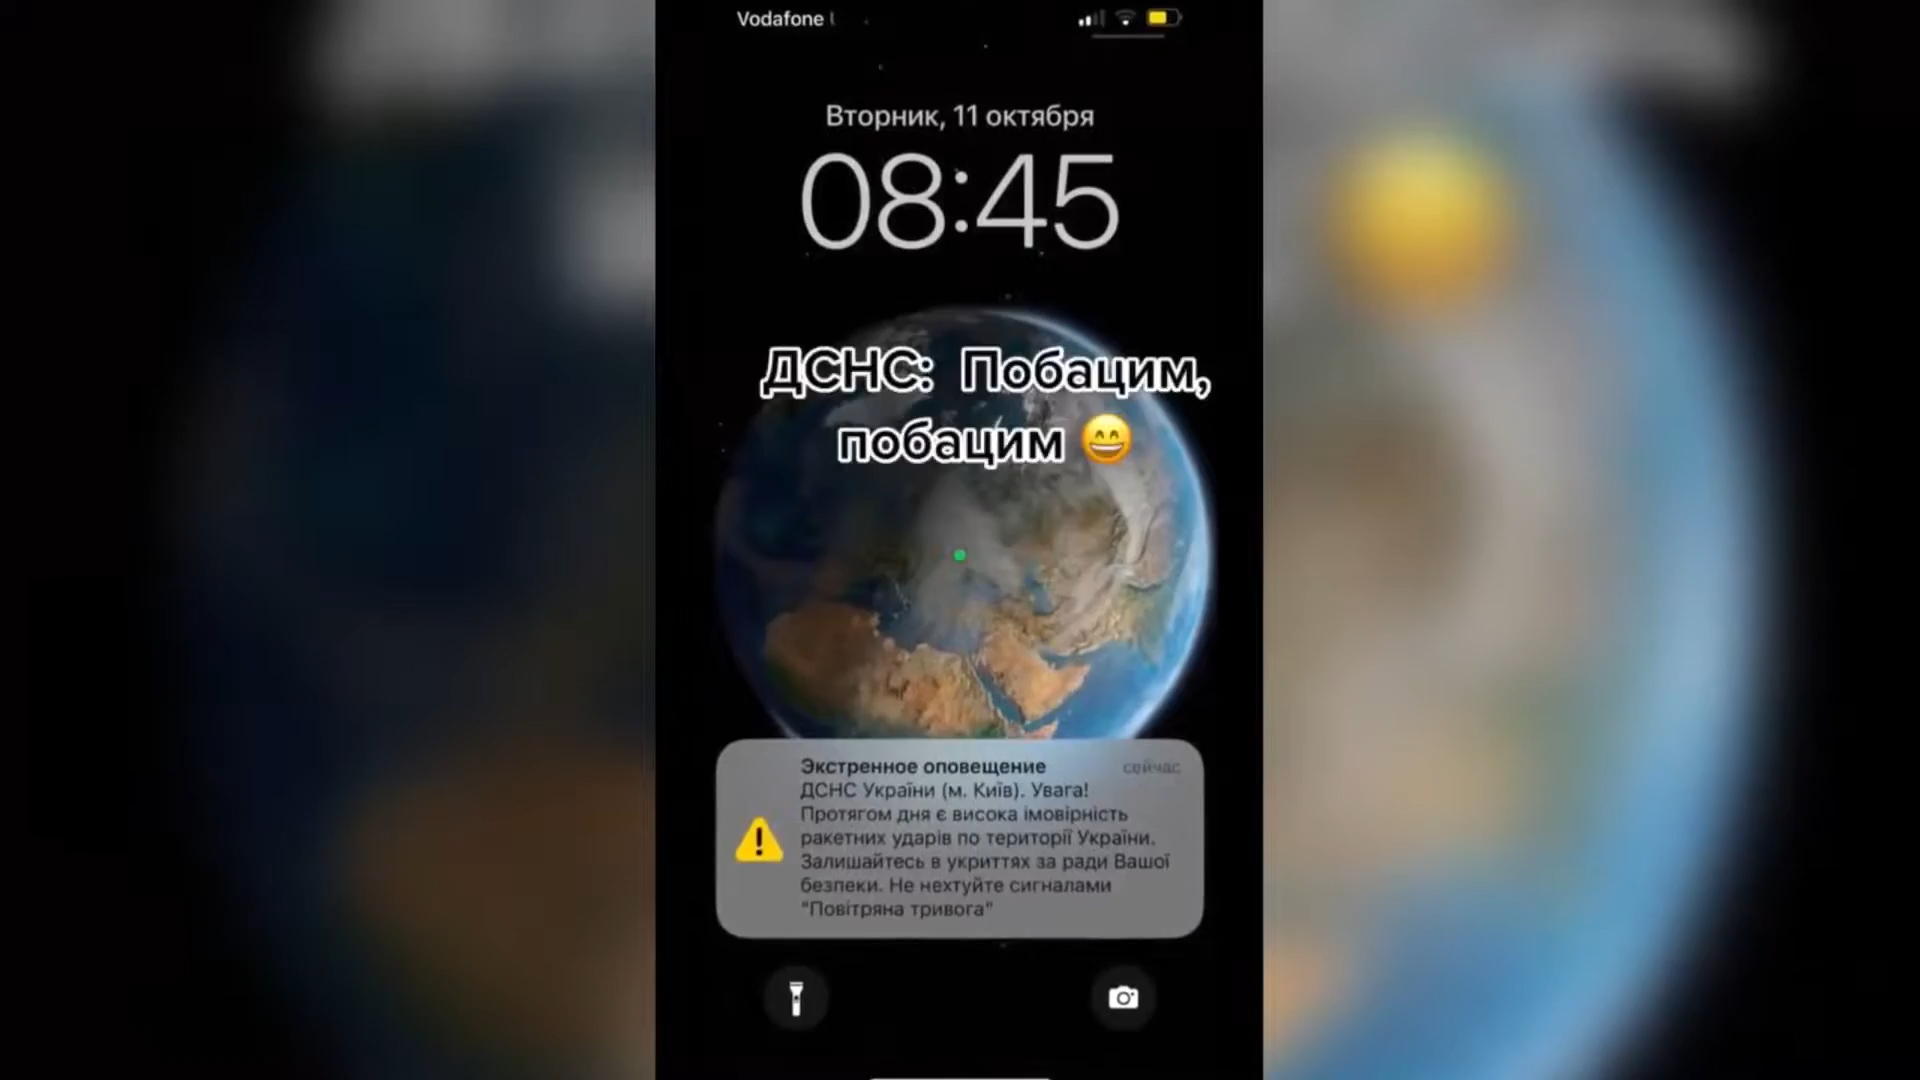 Vodafone
Вторник, 11 октября
08:45
ДСНС: Побацим,
побацим 😄
Экстренное оповещение
сейчас
ДСНС України (м. Київ). Увага!
Протягом дня є висока імовірність
ракетних ударів по території України.
Залишайтесь в укриттях за ради Вашої
безпеки. Не нехтуйте сигналами
"Повітряна тривога"